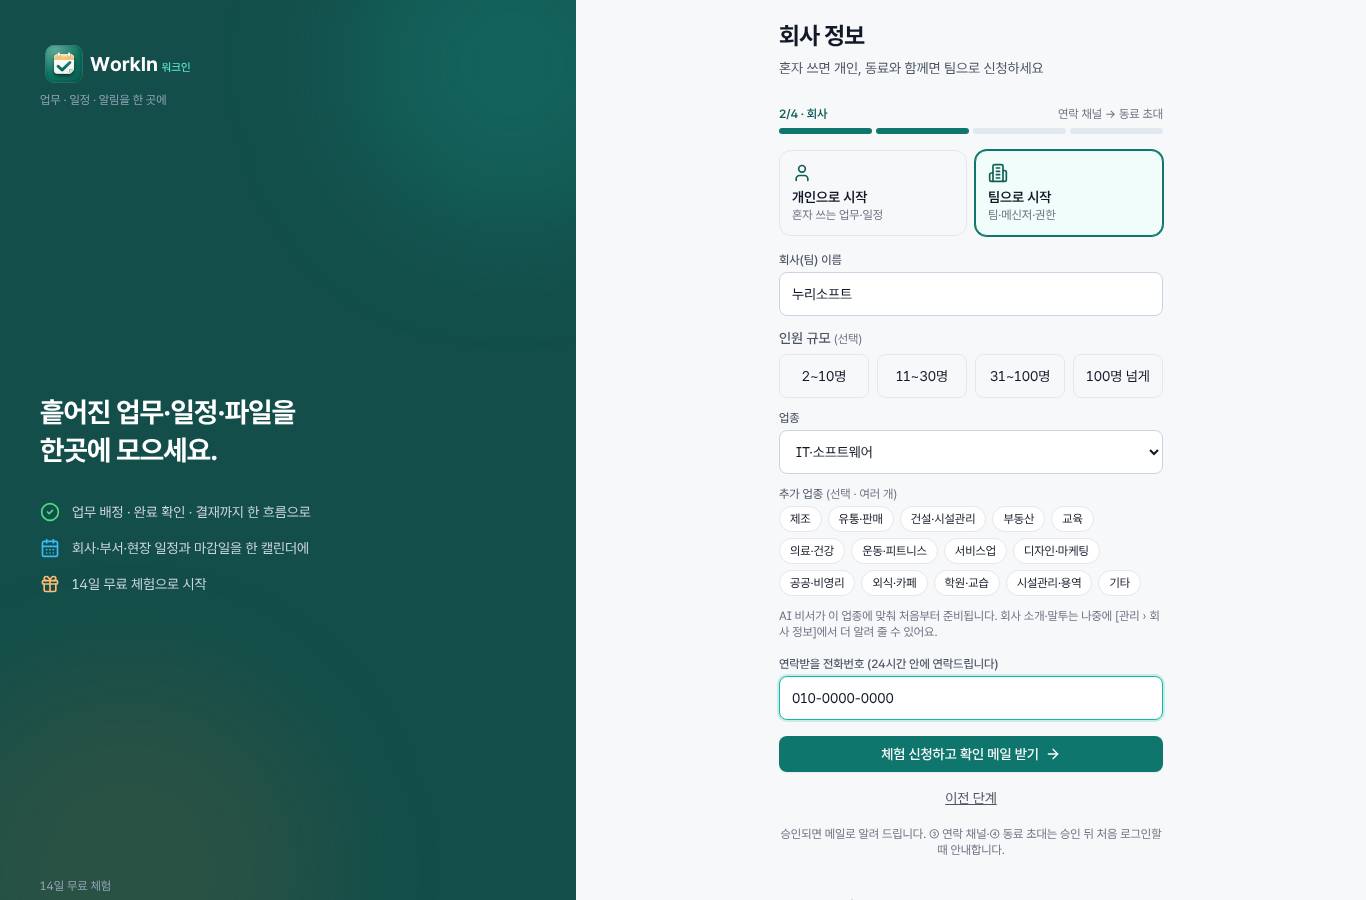 WorkIn 워크인
업무 · 일정 · 알림을 한 곳에
흩어진 업무·일정·파일을
한곳에 모으세요.
업무 배정 · 완료 확인 · 결재까지 한 흐름으로
회사·부서·현장 일정과 마감일을 한 캘린더에
14일 무료 체험으로 시작
14일 무료 체험
회사 정보
혼자 쓰면 개인, 동료와 함께면 팀으로 신청하세요
2/4 · 회사
연락 채널 → 동료 초대
개인으로 시작
혼자 쓰는 업무·일정
팀으로 시작
팀·메신저·권한
회사(팀) 이름
누리소프트
인원 규모 (선택)
2~10명
11~30명
31~100명
100명 넘게
업종
IT·소프트웨어
추가 업종 (선택 · 여러 개)
제조
유통·판매
건설·시설관리
부동산
교육
의료·건강
운동·피트니스
서비스업
디자인·마케팅
공공·비영리
외식·카페
학원·교습
시설관리·용역
기타
AI 비서가 이 업종에 맞춰 처음부터 준비됩니다. 회사 소개·말투는 나중에 [관리 › 회
사 정보]에서 더 알려 줄 수 있어요.
연락받을 전화번호 (24시간 안에 연락드립니다)
010-0000-0000
체험 신청하고 확인 메일 받기 →
이전 단계
승인되면 메일로 알려 드립니다. ③ 연락 채널·④ 동료 초대는 승인 뒤 처음 로그인할
때 안내합니다.